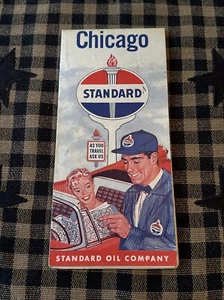 Chicago
STANDARD
AS YOU
TRAVEL
ASK US
STANDARD OIL COMPANY